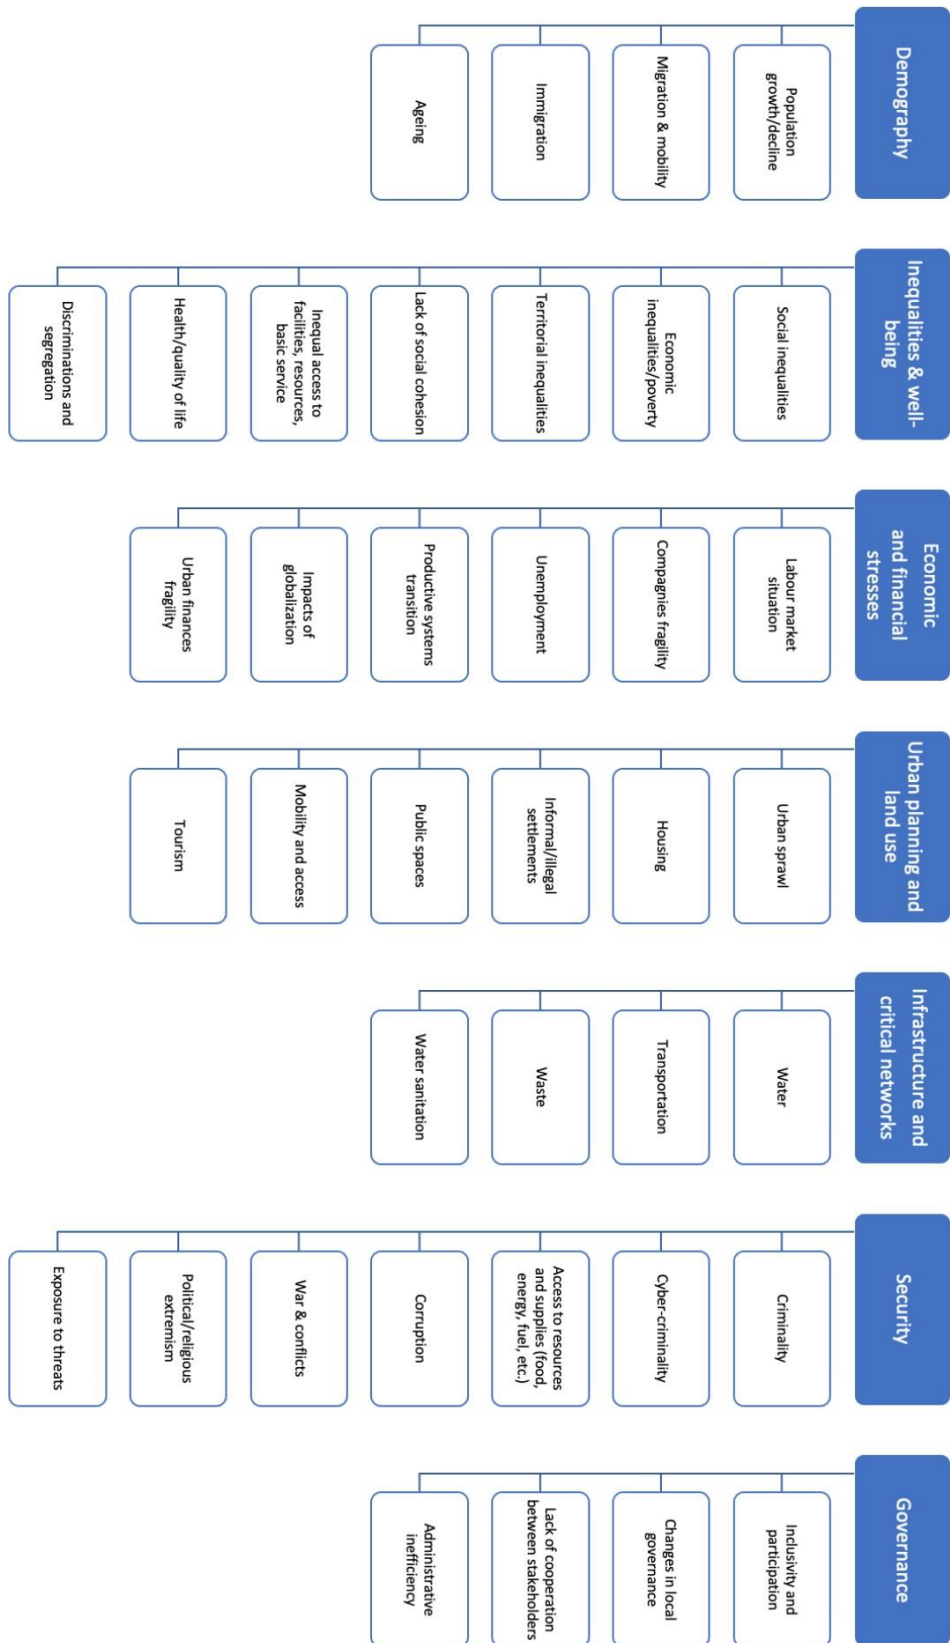 Demography
Population
growth/decline
Migration & mobility
Immigration
Ageing
Inequalities & well-
being
Social inequalities
Economic
inequalities/poverty
Territorial inequalities
Lack of social cohesion
Inequal access to
facilities, resources,
basic service
Health/quality of life
Discriminations and
segregation
Economic
and financial
stresses
Labour market
situation
Compagnies fragility
Unemployment
Productive systems
transition
Impacts of
globalization
Urban finances
fragility
Urban planning and
land use
Urban sprawl
Housing
Informal/illegal
settlements
Public spaces
Mobility and access
Tourism
Infrastructure and
critical networks
Water
Transportation
Waste
Water sanitation
Security
Criminality
Cyber-criminality
Access to resources
and supplies (food,
energy, fuel, etc.)
Corruption
War & conflicts
Political/religious
extremism
Exposure to threats
Governance
Inclusivity and
participation
Changes in local
governance
Lack of cooperation
between stakeholders
Administrative
inefficiency